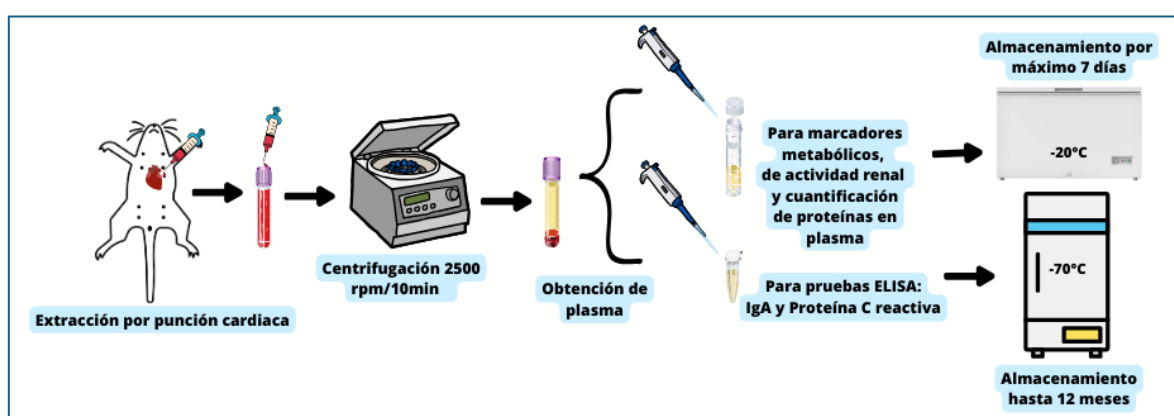 Extracción por punción cardiaca
Centrifugación 2500
rpm/10min
Obtención de
plasma
Para marcadores
metabólicos,
de actividad renal
y cuantificación
de proteínas en
plasma
Para pruebas ELISA:
IgA y Proteína C reactiva
Almacenamiento por
máximo 7 días
-20°C
-70°C
Almacenamiento
hasta 12 meses